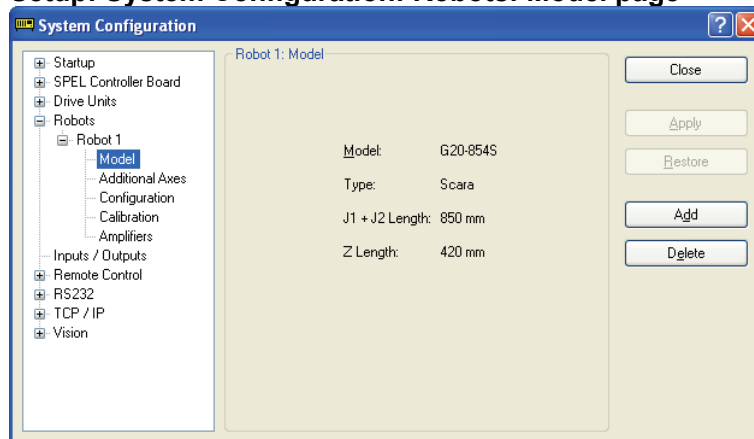 Setup: System Configuration: Robots: Model page
System Configuration
Startup
SPEL Controller Board
Drive Units
Robots
Robot 1
Model
Additional Axes
Configuration
Calibration
Amplifiers
Inputs / Outputs
Remote Control
RS232
TCP / IP
Vision
Robot 1: Model
Model: G20-854S
Type: Scara
J1 + J2 Length: 850 mm
Z Length: 420 mm
Close
Apply
Restore
Add
Delete